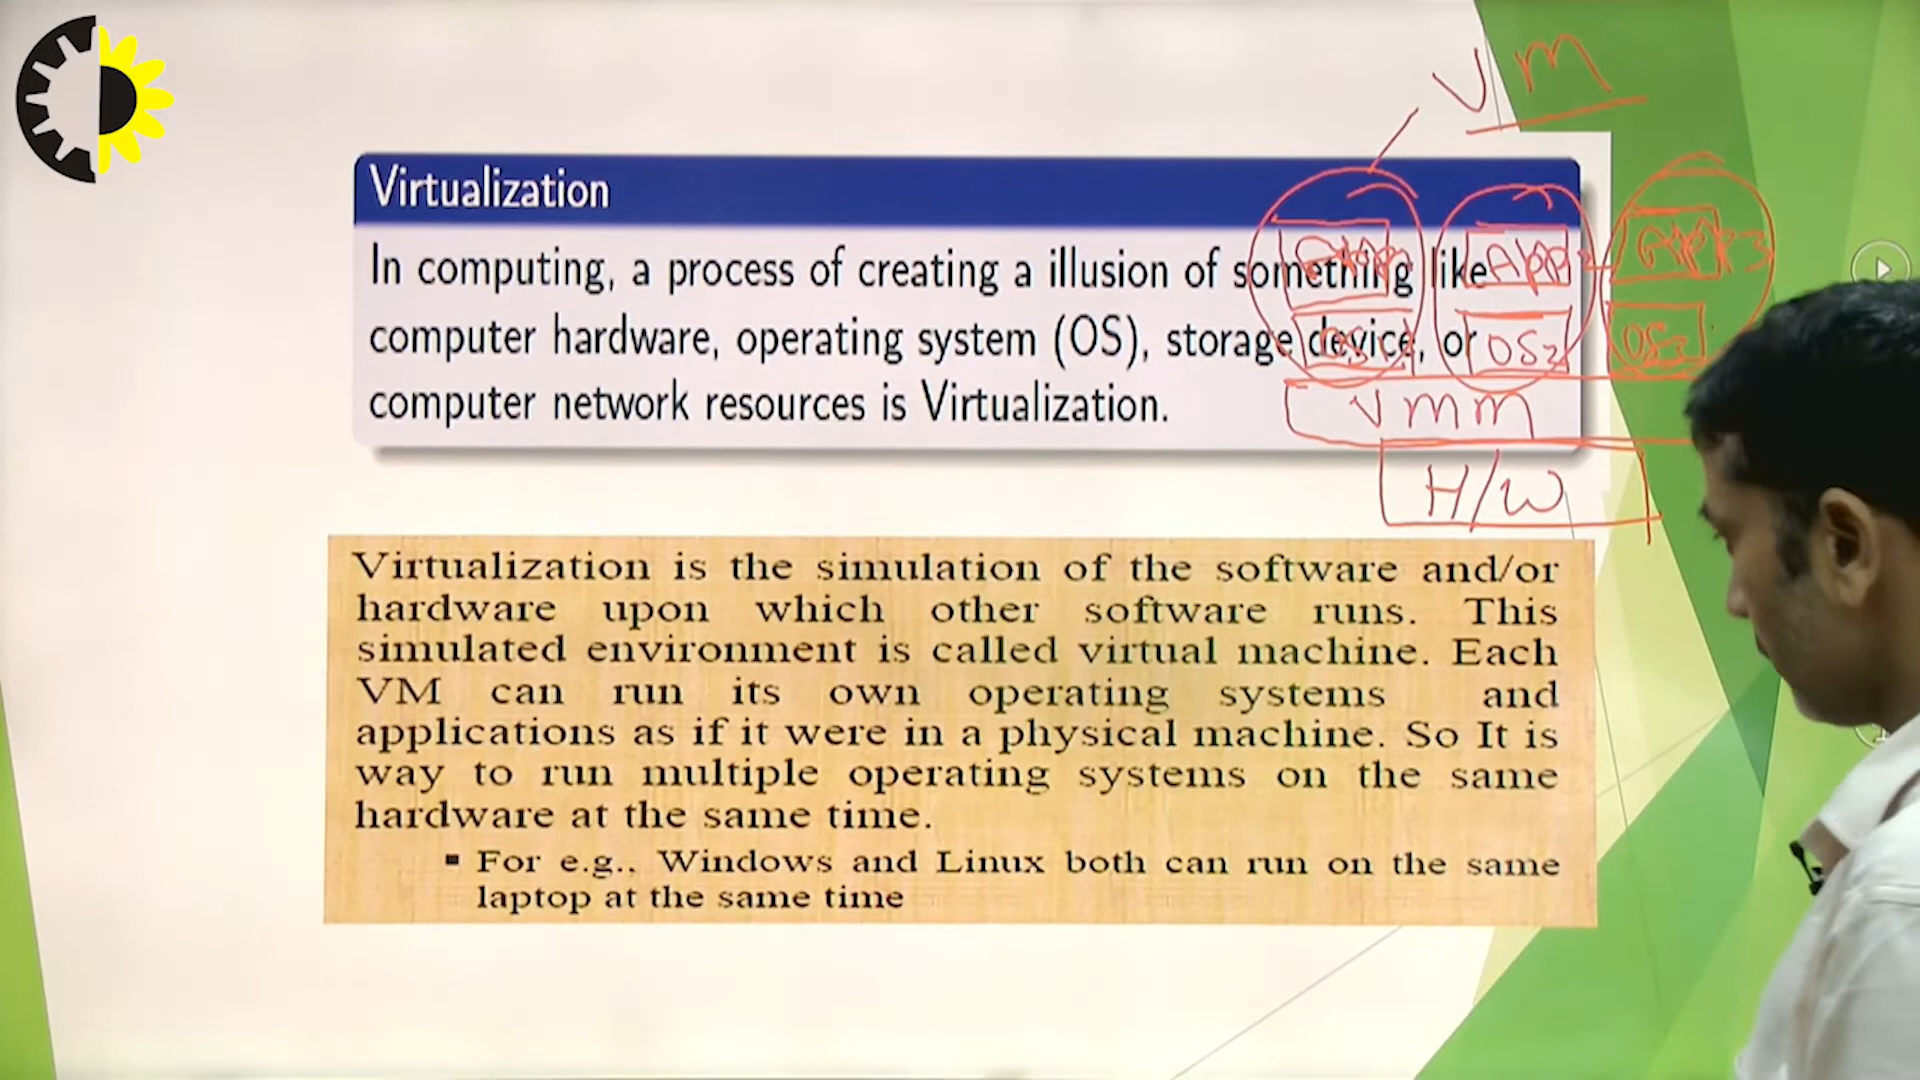 VM
Virtualization
In computing, a process of creating a illusion of something like
computer hardware, operating system (OS), storage device, or
computer network resources is Virtualization.
App App2 App3
OS1 OS2 OS3
VMM
H/W
Virtualization is the simulation of the software and/or
hardware upon which other software runs. This
simulated environment is called virtual machine. Each
VM can run its own operating systems and
applications as if it were in a physical machine. So It is
way to run multiple operating systems on the same
hardware at the same time.
▪ For e.g., Windows and Linux both can run on the same
laptop at the same time